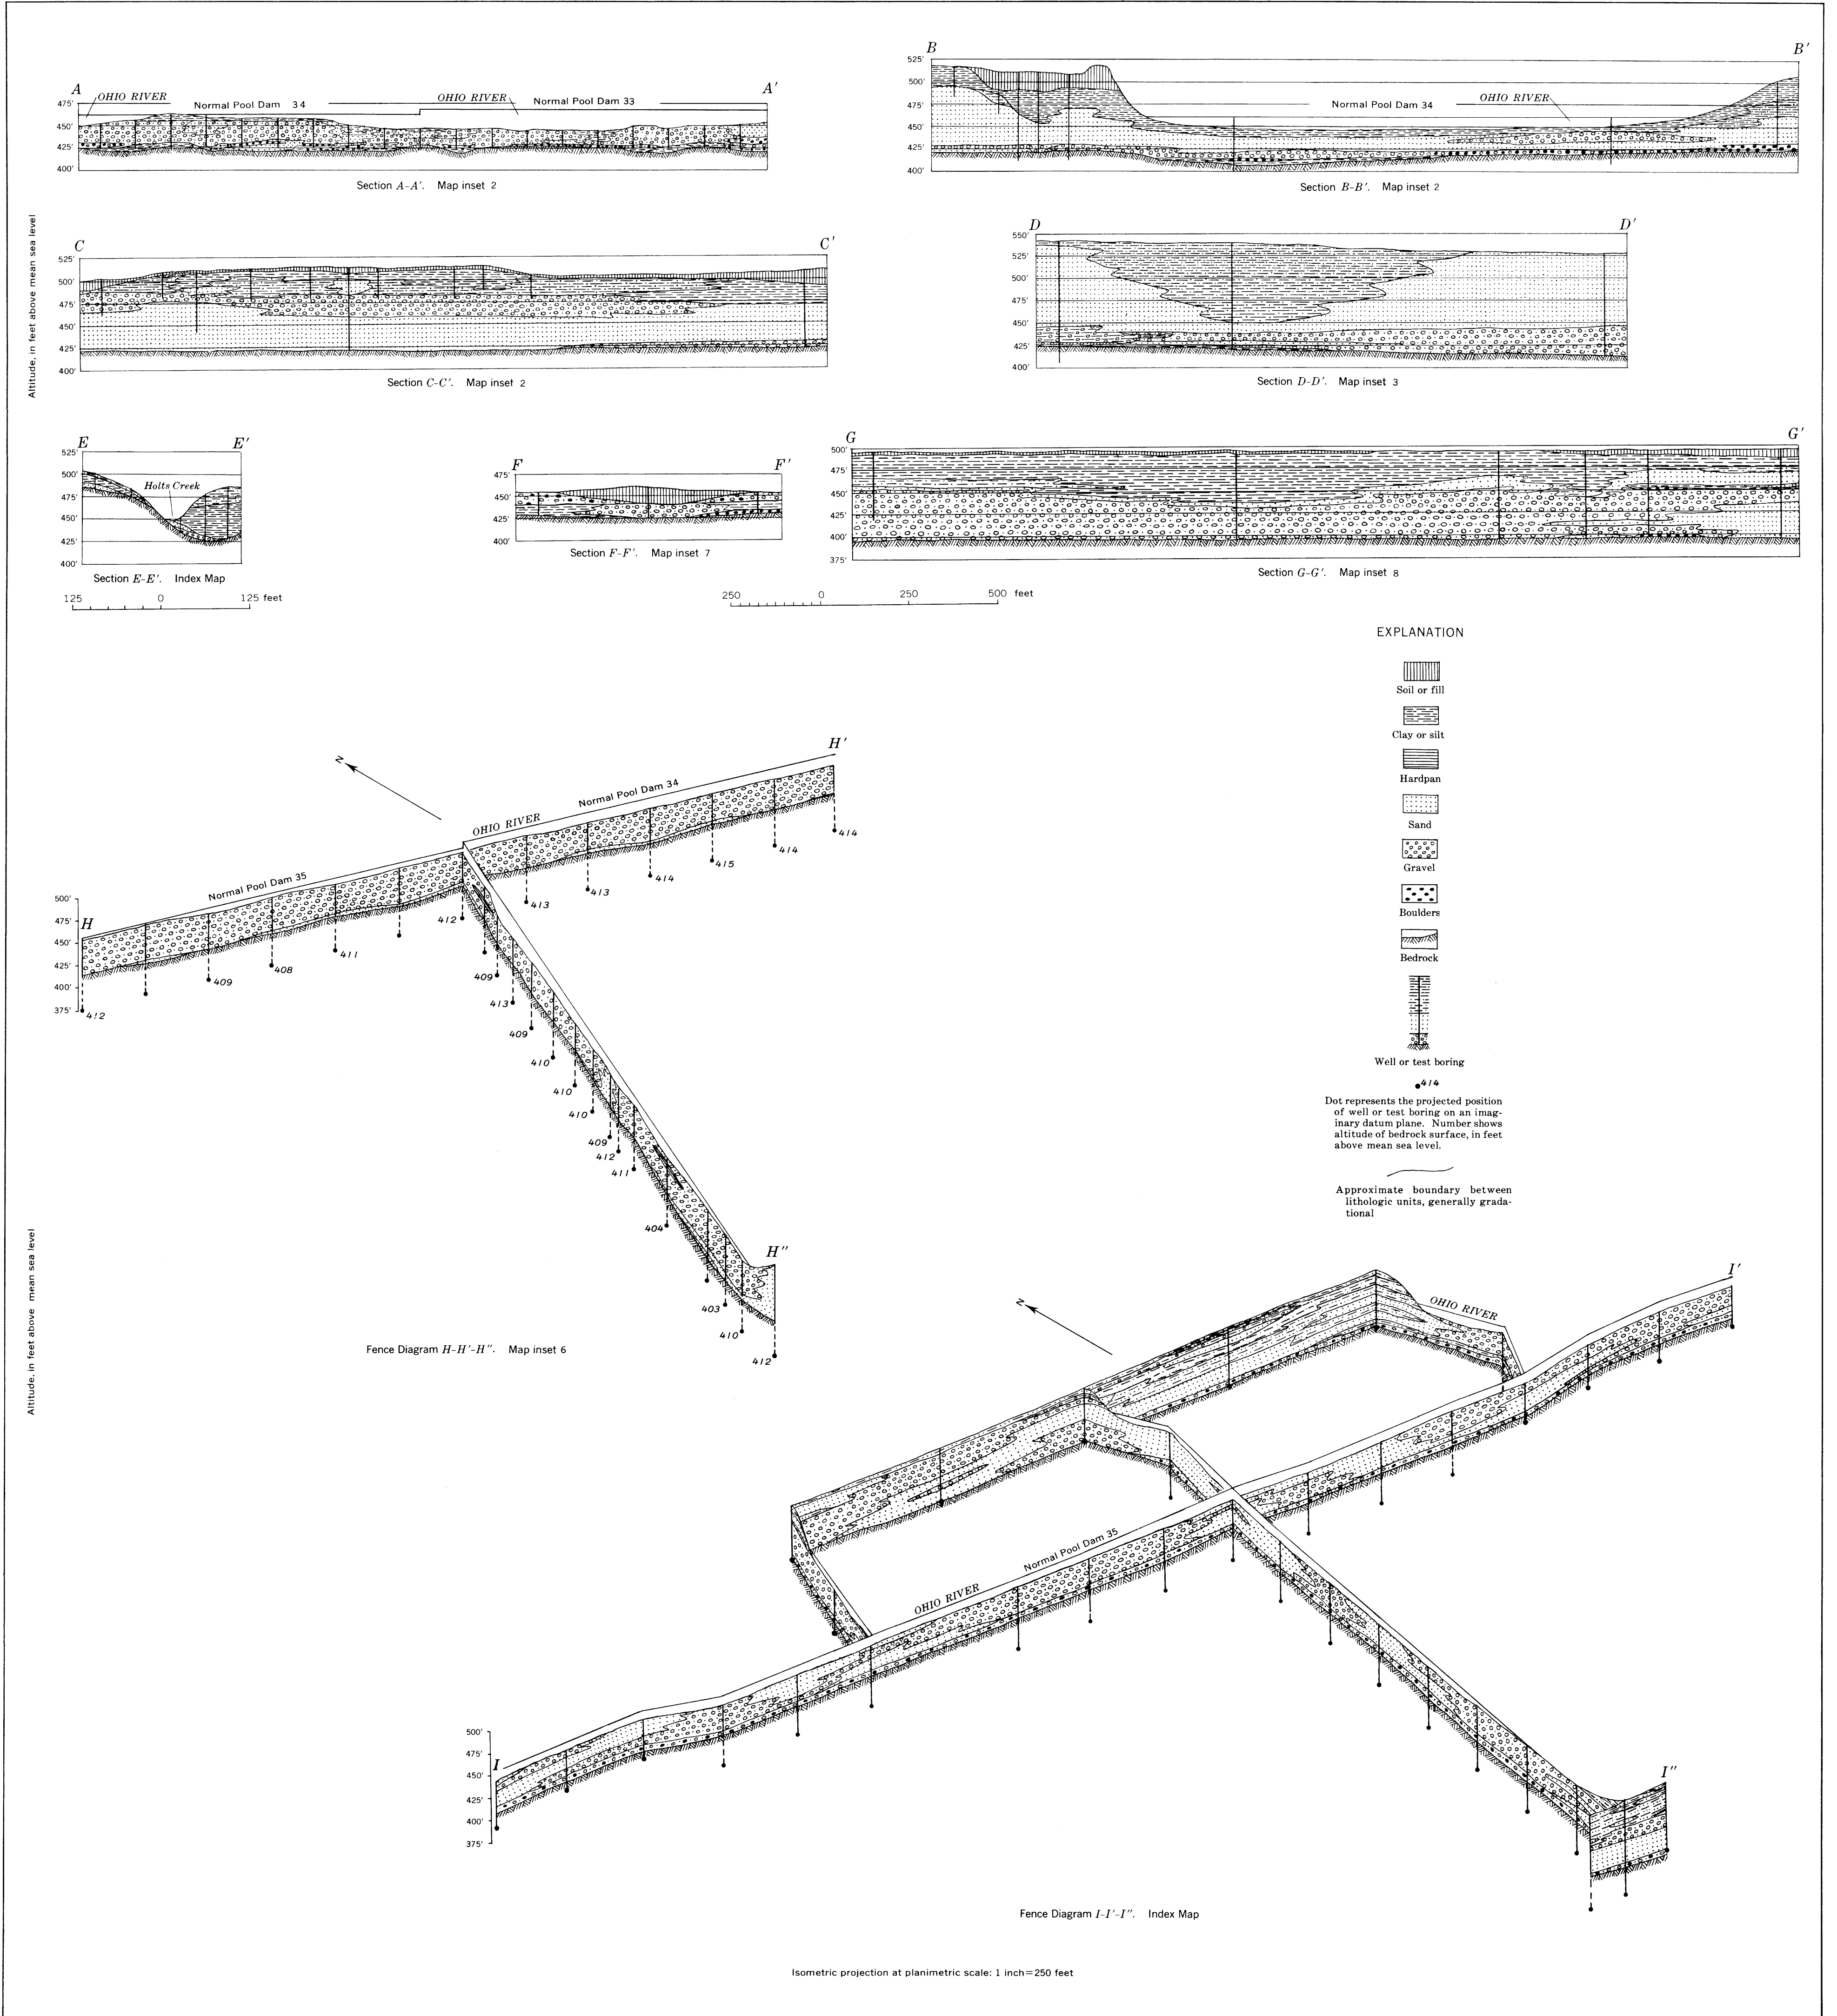 Altitude, in feet above mean sea level
A
A′
OHIO RIVER
Normal Pool Dam 34
OHIO RIVER
Normal Pool Dam 33
475′
450′
425′
400′
Section A-A′. Map inset 2
B
B′
525′
500′
475′
450′
425′
400′
Normal Pool Dam 34
OHIO RIVER
Section B-B′. Map inset 2
C
C′
525′
500′
475′
450′
425′
400′
Section C-C′. Map inset 2
D
D′
550′
525′
500′
475′
450′
425′
400′
Section D-D′. Map inset 3
E
E′
525′
500′
475′
450′
425′
400′
Holts Creek
Section E-E′. Index Map
F
F′
475′
450′
425′
400′
Section F-F′. Map inset 7
G
G′
500′
475′
450′
425′
400′
375′
Section G-G′. Map inset 8
125 0 125 feet
250 0 250 500 feet
EXPLANATION
Soil or fill
Clay or silt
Hardpan
Sand
Gravel
Boulders
Bedrock
Well or test boring
414
Dot represents the projected position
of well or test boring on an imag-
inary datum plane. Number shows
altitude of bedrock surface, in feet
above mean sea level.
Approximate boundary between
lithologic units, generally grada-
tional
Altitude, in feet above mean sea level
N
H′
Normal Pool Dam 34
OHIO RIVER
Normal Pool Dam 35
H
500′
475′
450′
425′
400′
375′
412
409
408
411
412
413
413
414
415
414
414
409
413
409
410
410
410
409
412
411
404
403
410
412
H″
Fence Diagram H-H′-H″. Map inset 6
N
I′
OHIO RIVER
Normal Pool Dam 35
OHIO RIVER
I
500′
475′
450′
425′
400′
375′
I″
Fence Diagram I-I′-I″. Index Map
Isometric projection at planimetric scale: 1 inch=250 feet